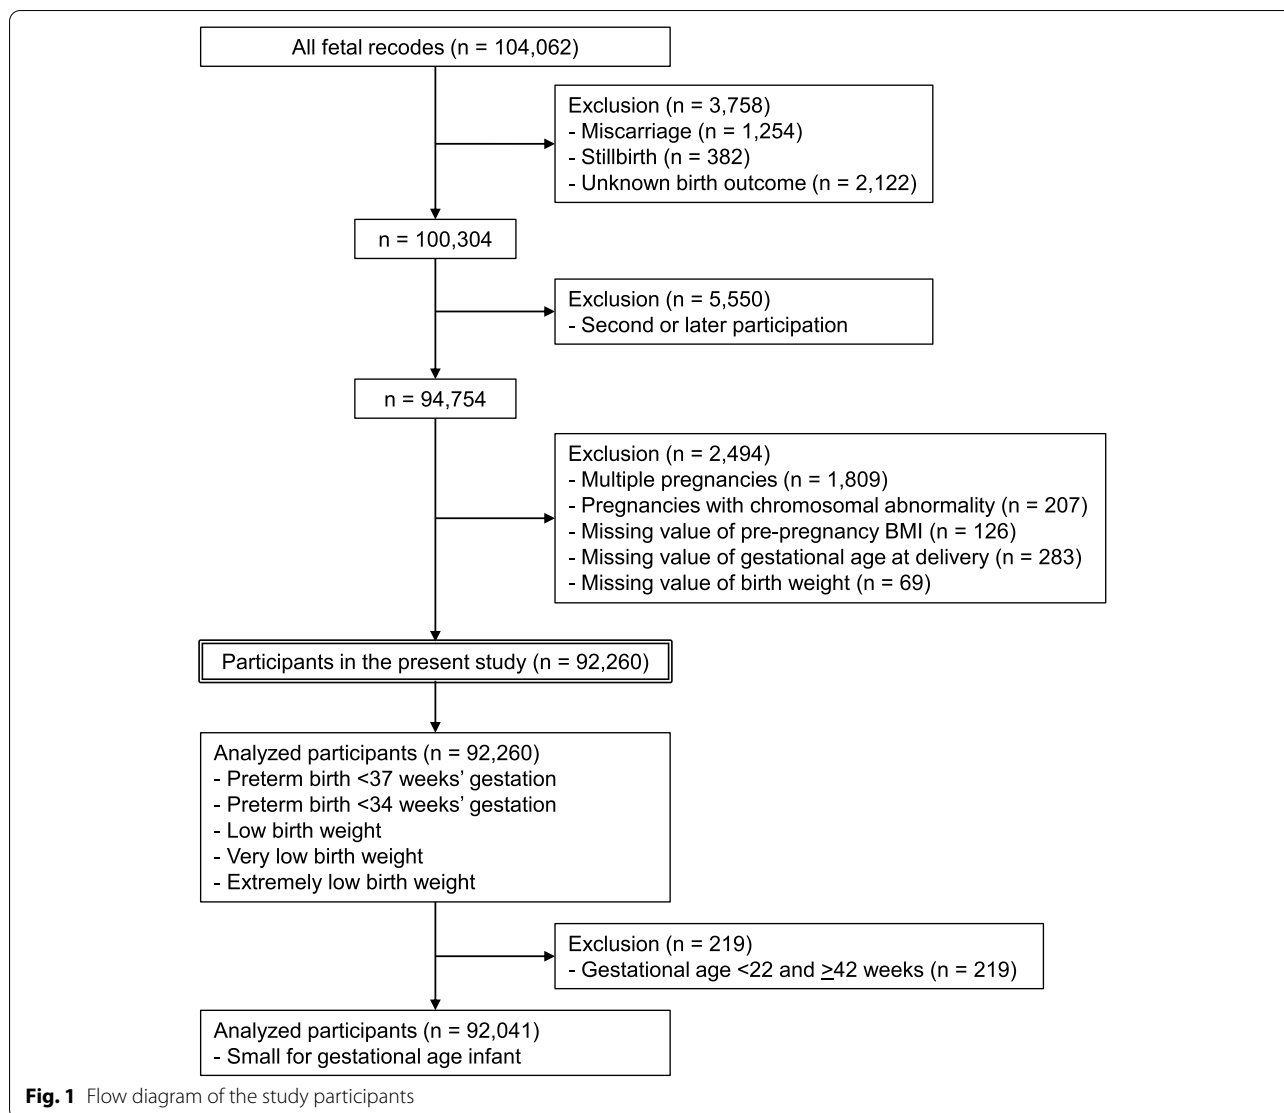 All fetal recodes (n = 104,062)
Exclusion (n = 3,758)
- Miscarriage (n = 1,254)
- Stillbirth (n = 382)
- Unknown birth outcome (n = 2,122)
n = 100,304
Exclusion (n = 5,550)
- Second or later participation
n = 94,754
Exclusion (n = 2,494)
- Multiple pregnancies (n = 1,809)
- Pregnancies with chromosomal abnormality (n = 207)
- Missing value of pre-pregnancy BMI (n = 126)
- Missing value of gestational age at delivery (n = 283)
- Missing value of birth weight (n = 69)
Participants in the present study (n = 92,260)
Analyzed participants (n = 92,260)
- Preterm birth <37 weeks’ gestation
- Preterm birth <34 weeks’ gestation
- Low birth weight
- Very low birth weight
- Extremely low birth weight
Exclusion (n = 219)
- Gestational age <22 and ≥42 weeks (n = 219)
Analyzed participants (n = 92,041)
- Small for gestational age infant
Fig. 1 Flow diagram of the study participants